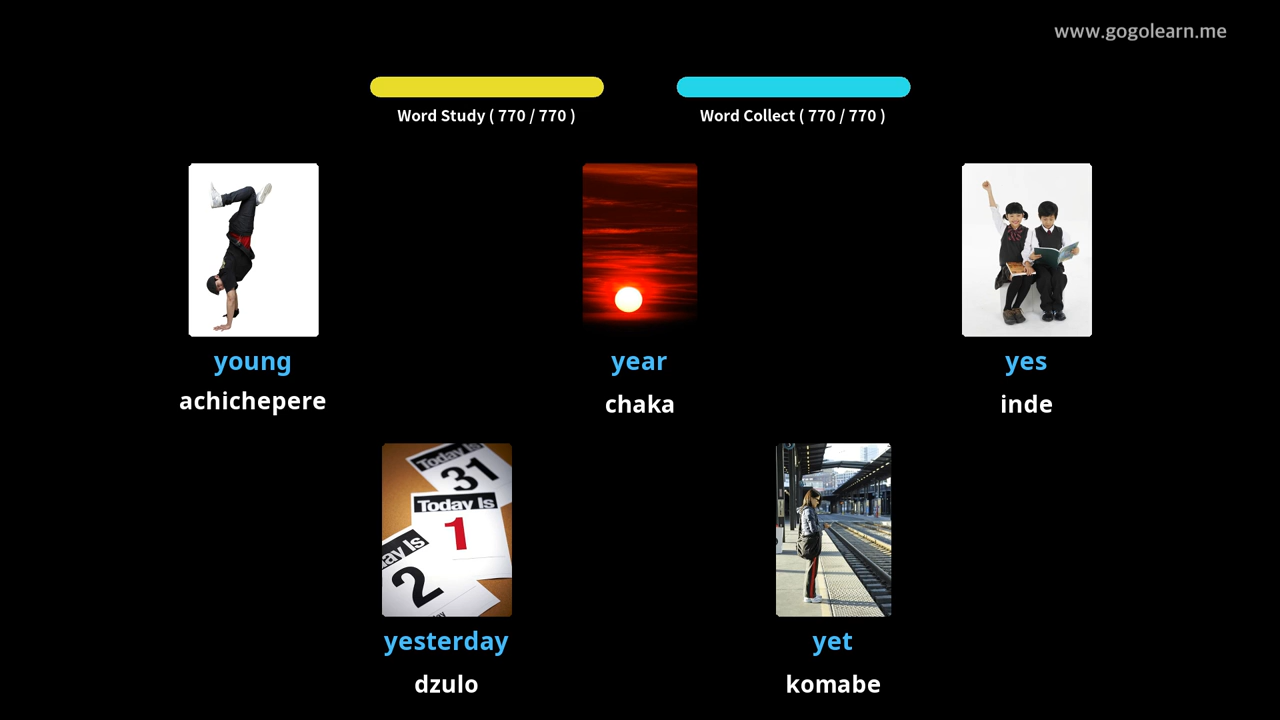 www.gogolearn.me
Word Study ( 770 / 770 )
Word Collect ( 770 / 770 )
young
achichepere
year
chaka
yes
inde
Today Is
31
Today Is
1
ay Is
2
yesterday
dzulo
yet
komabe